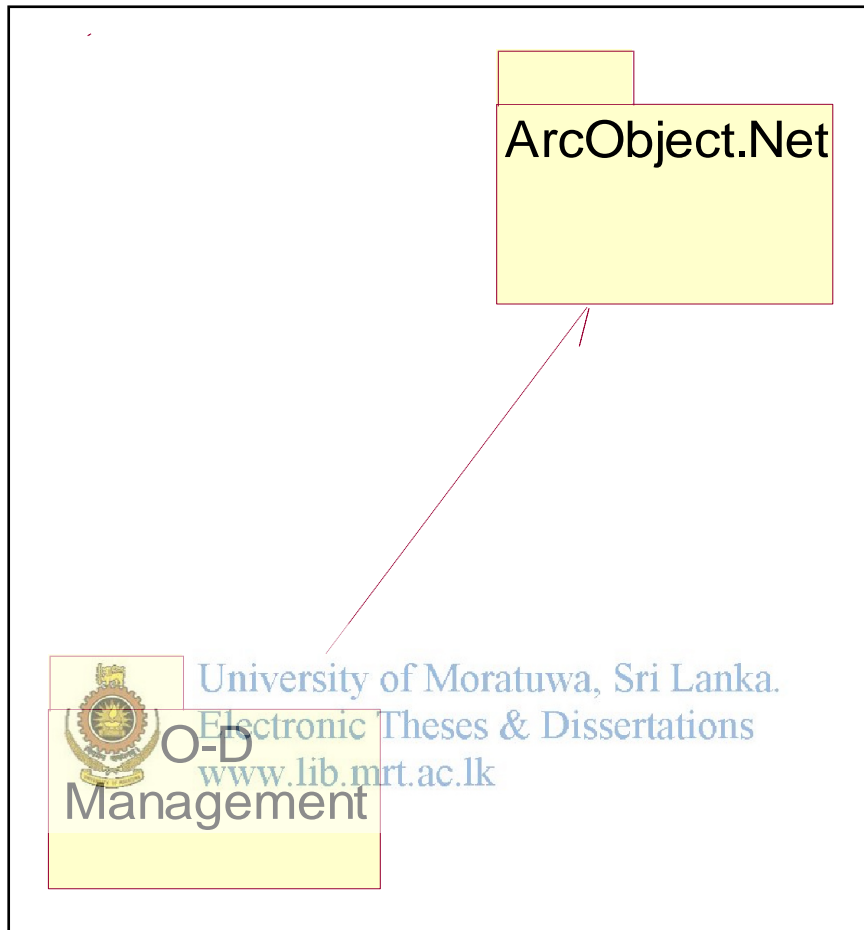 ArcObject.Net
University of Moratuwa, Sri Lanka.
Electronic Theses & Dissertations
www.lib.mrt.ac.lk
O-D
Management